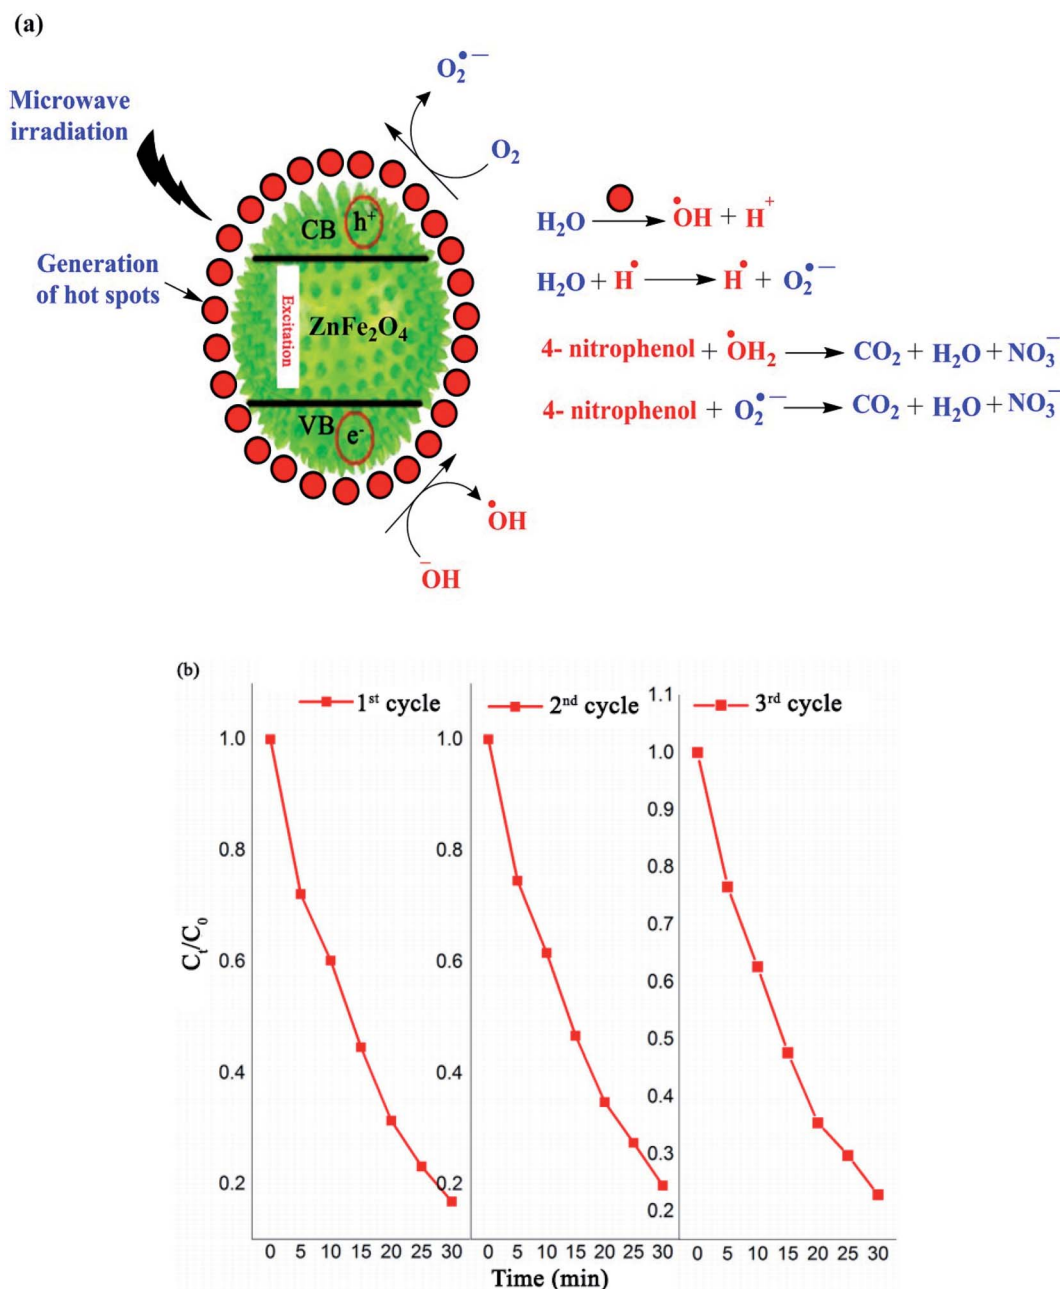 (a)
O₂•−
Microwave
irradiation
O₂
CB h⁺
H₂O ⟶ •OH + H⁺
Generation
of hot spots
H₂O + H• ⟶ H• + O₂•−
Excitation
ZnFe₂O₄
4- nitrophenol + •OH₂ ⟶ CO₂ + H₂O + NO₃⁻
4- nitrophenol + O₂•− ⟶ CO₂ + H₂O + NO₃⁻
VB e⁻
•OH
⁻OH
(b)
1st cycle
2nd cycle
3rd cycle
Cₜ/C₀
1.0
0.8
0.6
0.4
0.2
1.0
0.8
0.6
0.4
0.2
1.1
1.0
0.9
0.8
0.7
0.6
0.5
0.4
0.3
0.2
0 5 10 15 20 25 30
0 5 10 15 20 25 30
0 5 10 15 20 25 30
Time (min)